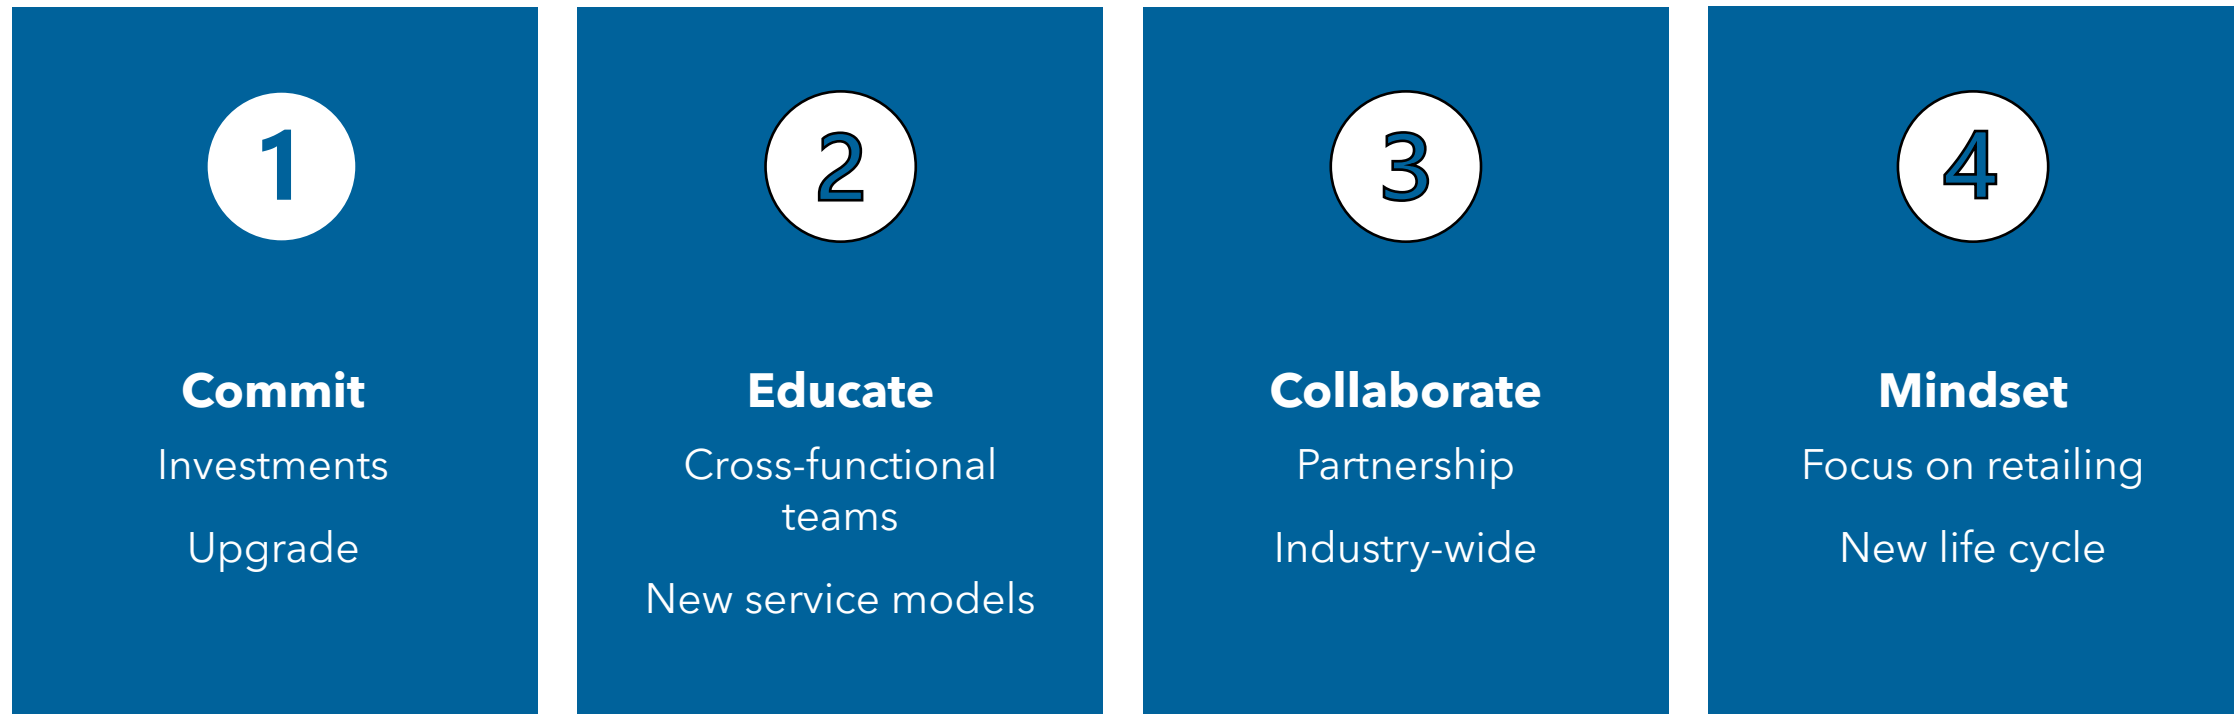 1
Commit
Investments
Upgrade
2
Educate
Cross-functional
teams
New service models
3
Collaborate
Partnership
Industry-wide
4
Mindset
Focus on retailing
New life cycle